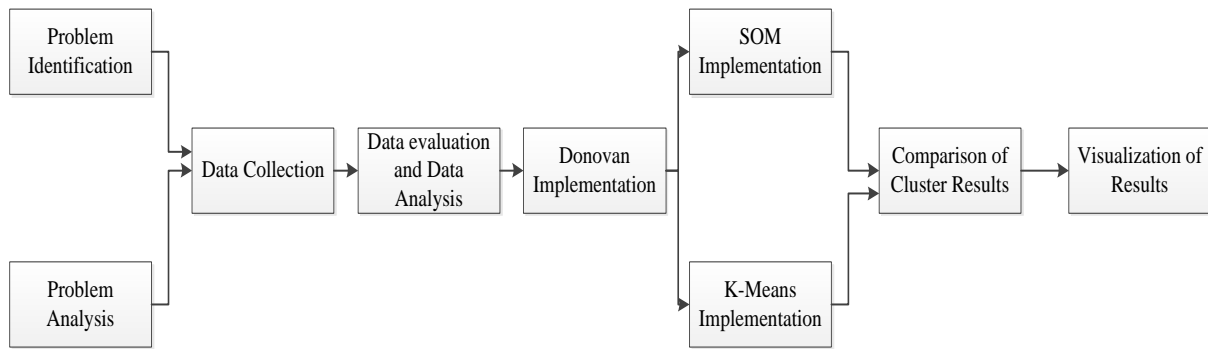 Problem
Identification
Problem
Analysis
Data Collection
Data evaluation
and Data
Analysis
Donovan
Implementation
SOM
Implementation
K-Means
Implementation
Comparison of
Cluster Results
Visualization of
Results